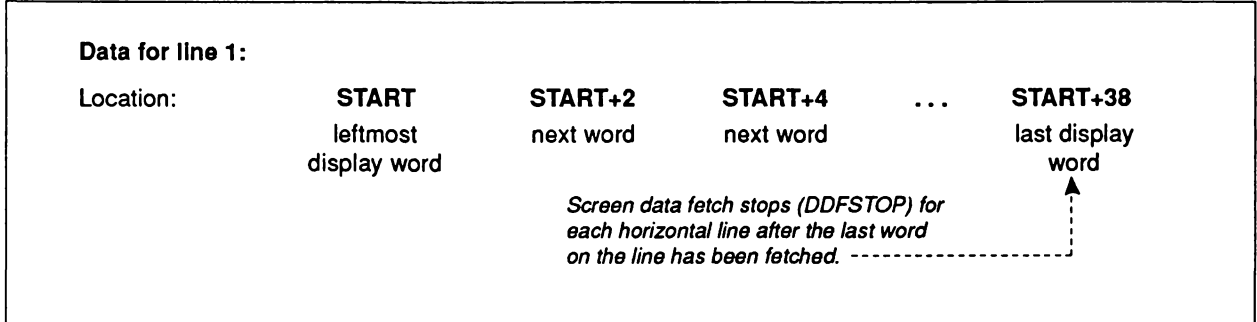 Data for line 1:
Location: START START+2 START+4 ... START+38
leftmost next word next word last display
display word word
Screen data fetch stops (DDFSTOP) for
each horizontal line after the last word
on the line has been fetched.